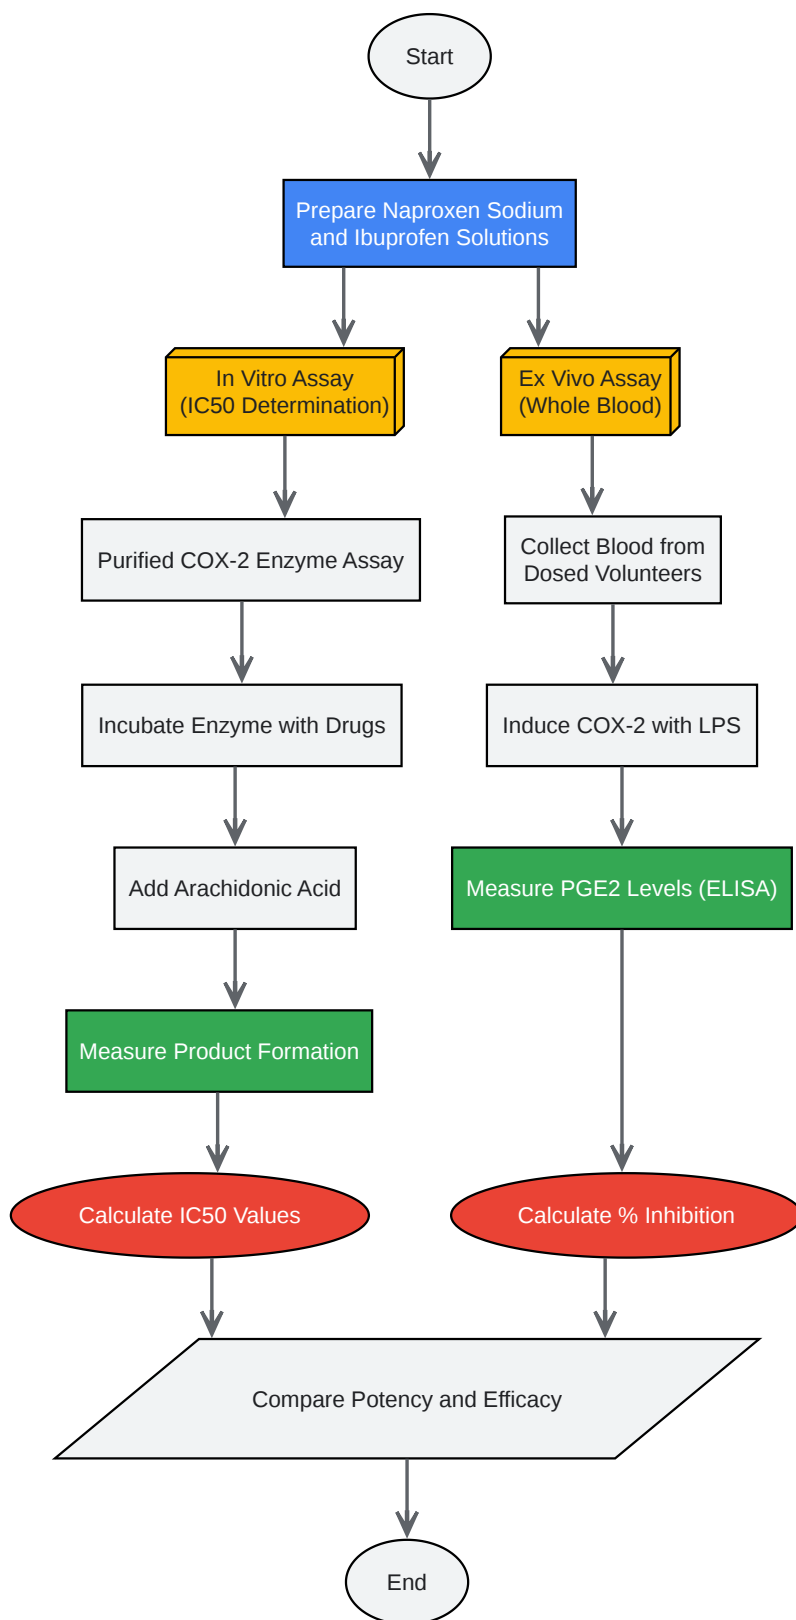 Start
Prepare Naproxen Sodium
and Ibuprofen Solutions
In Vitro Assay
(IC50 Determination)
Ex Vivo Assay
(Whole Blood)
Purified COX-2 Enzyme Assay
Collect Blood from
Dosed Volunteers
Incubate Enzyme with Drugs
Induce COX-2 with LPS
Add Arachidonic Acid
Measure PGE2 Levels (ELISA)
Measure Product Formation
Calculate IC50 Values
Calculate % Inhibition
Compare Potency and Efficacy
End